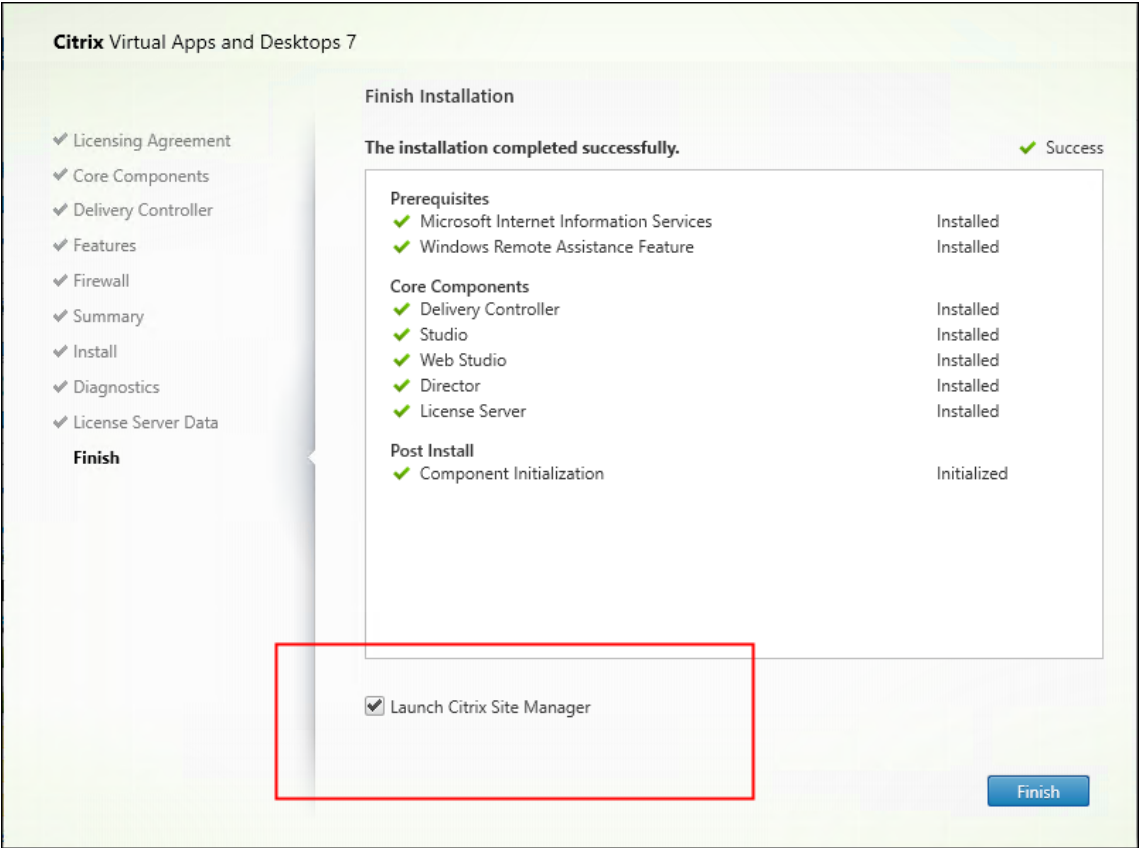 Citrix Virtual Apps and Desktops 7
Licensing Agreement
Core Components
Delivery Controller
Features
Firewall
Summary
Install
Diagnostics
License Server Data
Finish
Finish Installation
The installation completed successfully. Success
Prerequisites
Microsoft Internet Information Services Installed
Windows Remote Assistance Feature Installed
Core Components
Delivery Controller Installed
Studio Installed
Web Studio Installed
Director Installed
License Server Installed
Post Install
Component Initialization Initialized
Launch Citrix Site Manager
Finish